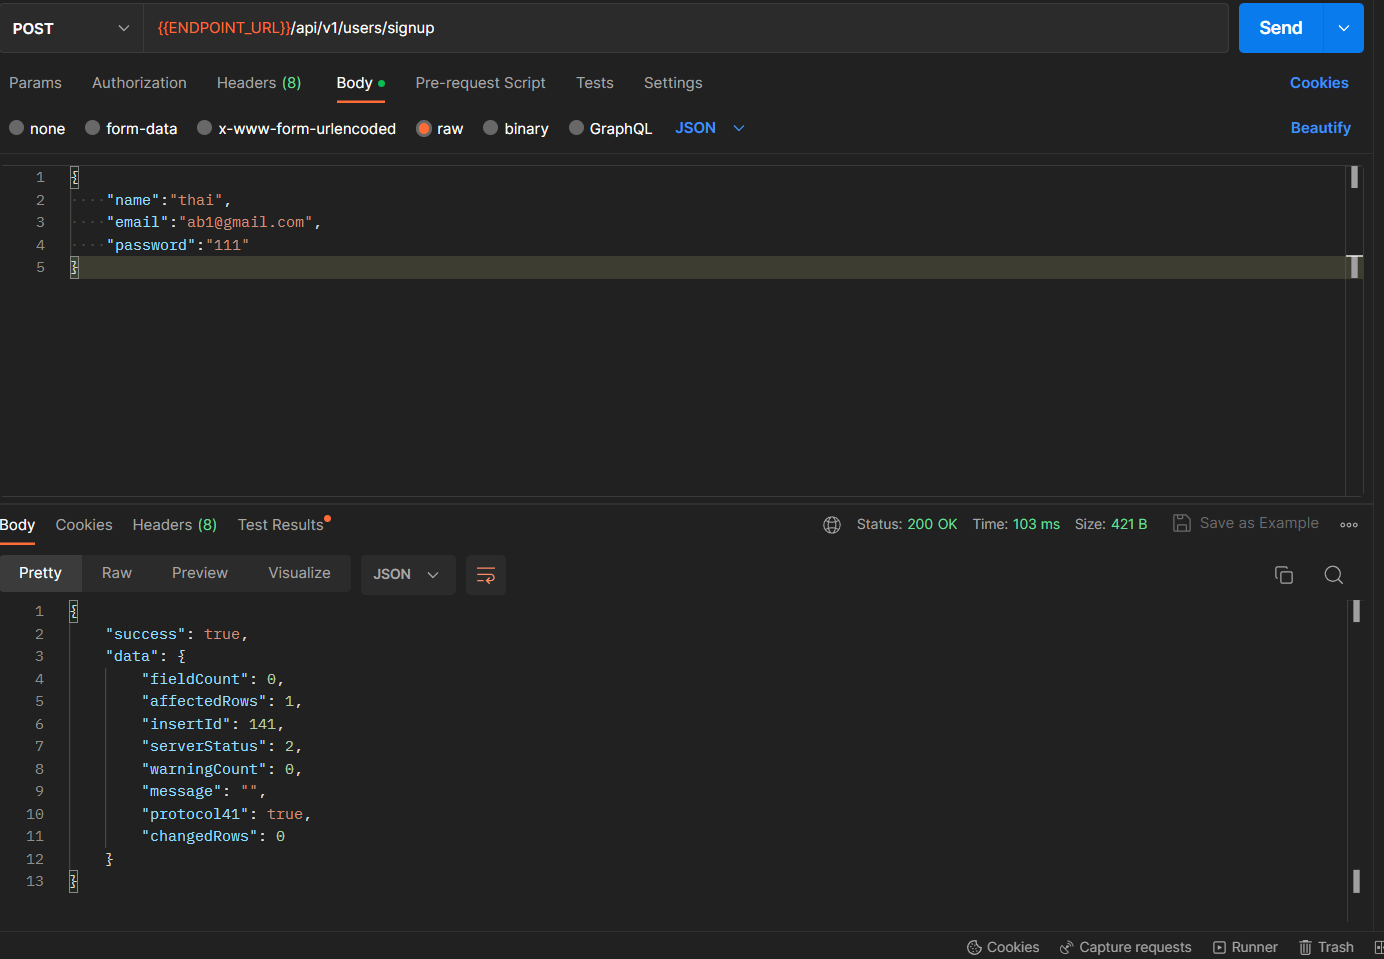 POST {{ENDPOINT_URL}}/api/v1/users/signup Send
Params Authorization Headers (8) Body Pre-request Script Tests Settings Cookies
none form-data x-www-form-urlencoded raw binary GraphQL JSON Beautify
1 {
2 "name":"thai",
3 "email":"ab1@gmail.com",
4 "password":"111"
5 }
Body Cookies Headers (8) Test Results Status: 200 OK Time: 103 ms Size: 421 B Save as Example
Pretty Raw Preview Visualize JSON
1 {
2 "success": true,
3 "data": {
4 "fieldCount": 0,
5 "affectedRows": 1,
6 "insertId": 141,
7 "serverStatus": 2,
8 "warningCount": 0,
9 "message": "",
10 "protocol41": true,
11 "changedRows": 0
12 }
13 }
Cookies Capture requests Runner Trash